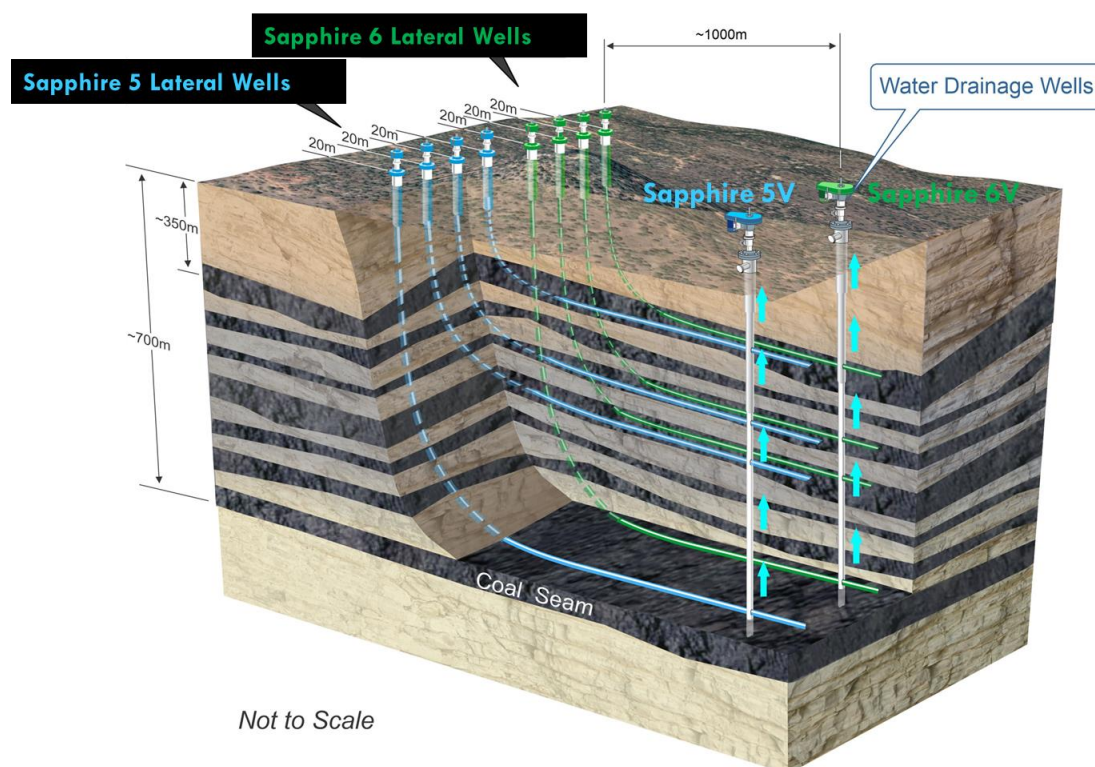 Sapphire 6 Lateral Wells
~1000m
Sapphire 5 Lateral Wells
Water Drainage Wells
20m
20m
20m
20m
20m
20m
Sapphire 5V
Sapphire 6V
~350m
~700m
Coal Seam
Not to Scale